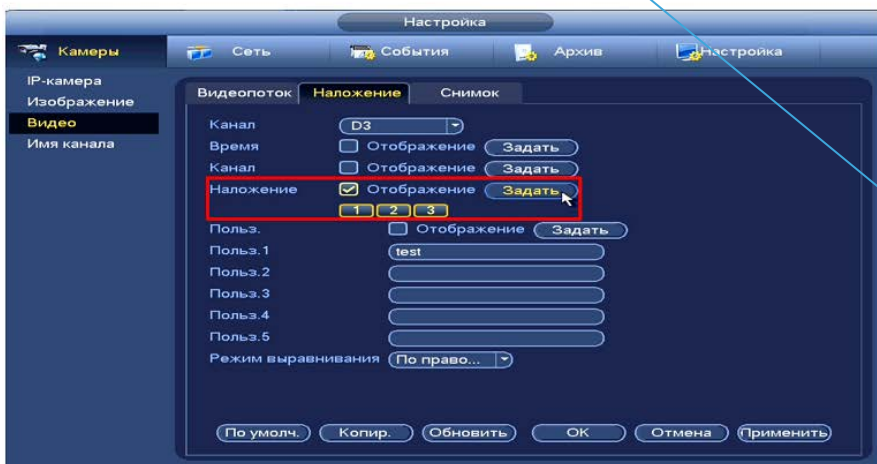 Настройка
Камеры Сеть События Архив Настройка
IP-камера
Изображение
Видео
Имя канала
Видеопоток Наложение Снимок
Канал D3
Время Отображение Задать
Канал Отображение Задать
Наложение Отображение Задать
1 2 3
Польз. Отображение Задать
Польз.1 test
Польз.2
Польз.3
Польз.4
Польз.5
Режим выравнивания По право...
По умолч. Копир. Обновить OK Отмена Применить